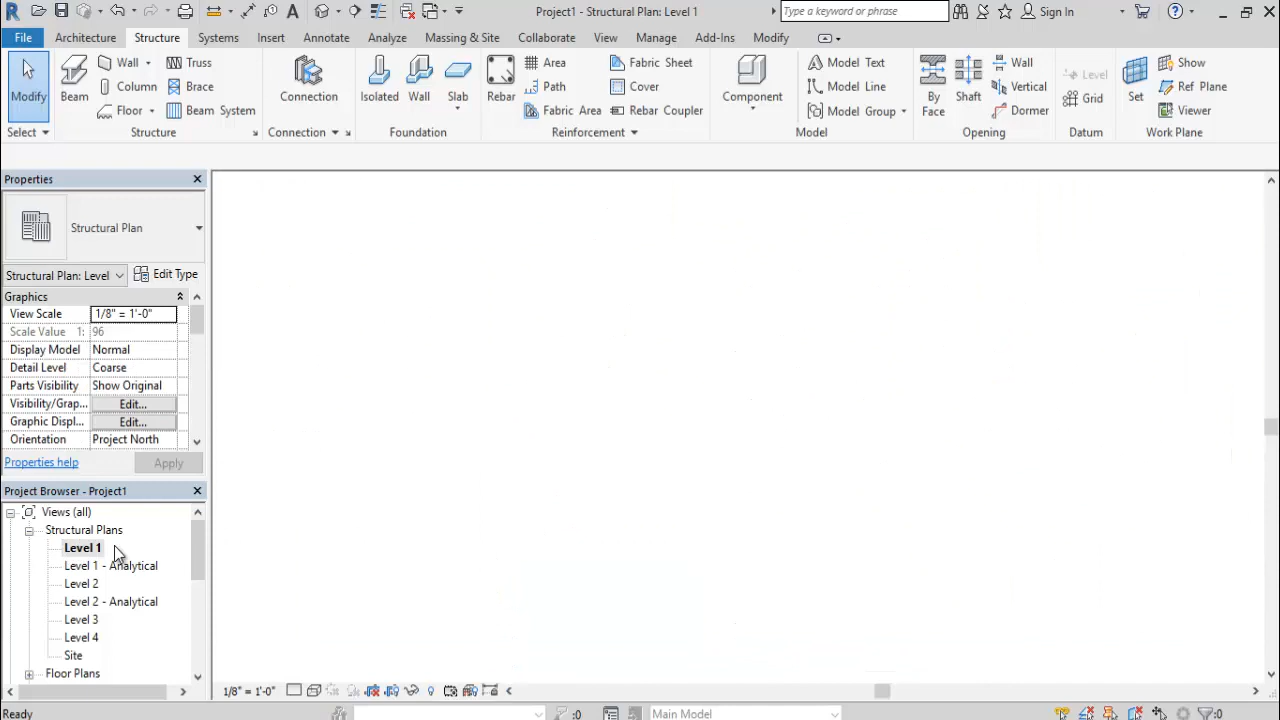 Project1 - Structural Plan: Level 1
Type a keyword or phrase
Sign In
File Architecture Structure Systems Insert Annotate Analyze Massing & Site Collaborate View Manage Add-Ins Modify
Modify
Select
Beam
Wall
Column
Floor
Truss
Brace
Beam System
Structure
Connection
Connection
Isolated
Wall
Slab
Foundation
Rebar
Area
Path
Fabric Area
Fabric Sheet
Cover
Rebar Coupler
Reinforcement
Component
Model Text
Model Line
Model Group
Model
By
Face
Shaft
Wall
Vertical
Dormer
Opening
Level
Grid
Datum
Set
Show
Ref Plane
Viewer
Work Plane
Properties
Structural Plan
Structural Plan: Level
Edit Type
Graphics
View Scale 1/8" = 1'-0"
Scale Value 1: 96
Display Model Normal
Detail Level Coarse
Parts Visibility Show Original
Visibility/Grap... Edit...
Graphic Displ... Edit...
Orientation Project North
Properties help
Apply
Project Browser - Project1
Views (all)
Structural Plans
Level 1
Level 1 - Analytical
Level 2
Level 2 - Analytical
Level 3
Level 4
Site
Floor Plans
1/8" = 1'-0"
Ready
:0
Main Model
:0